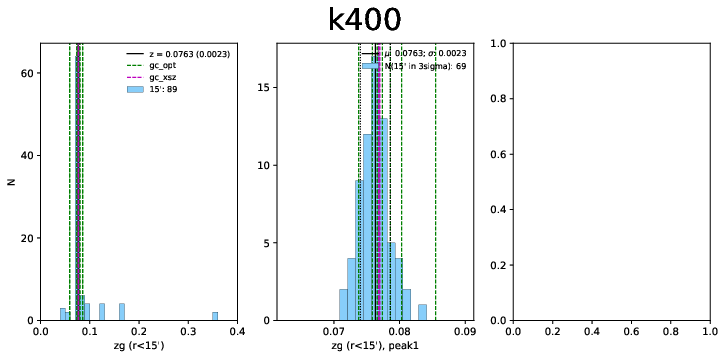 k400
z = 0.0763 (0.0023)
gc_opt
gc_xsz
15': 89
N
60
40
20
0
0.0 0.1 0.2 0.3 0.4
zg (r<15')
μ: 0.0763; σ: 0.0023
N(15' in 3sigma): 69
15
10
5
0
0.07 0.08 0.09
zg (r<15'), peak1
1.0
0.8
0.6
0.4
0.2
0.0
0.0 0.2 0.4 0.6 0.8 1.0